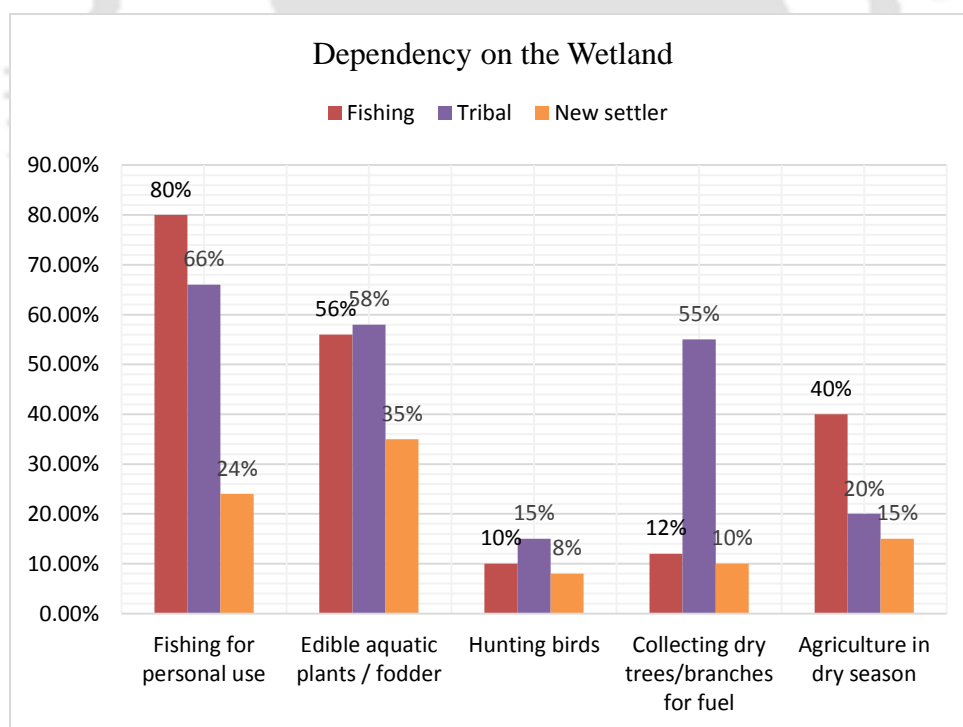 Dependency on the Wetland
Fishing Tribal New settler
90.00%
80.00%
70.00%
60.00%
50.00%
40.00%
30.00%
20.00%
10.00%
0.00%
80%
66%
24%
56%
58%
35%
10%
15%
8%
12%
55%
10%
40%
20%
15%
Fishing for
personal use
Edible aquatic
plants / fodder
Hunting birds
Collecting dry
trees/branches
for fuel
Agriculture in
dry season